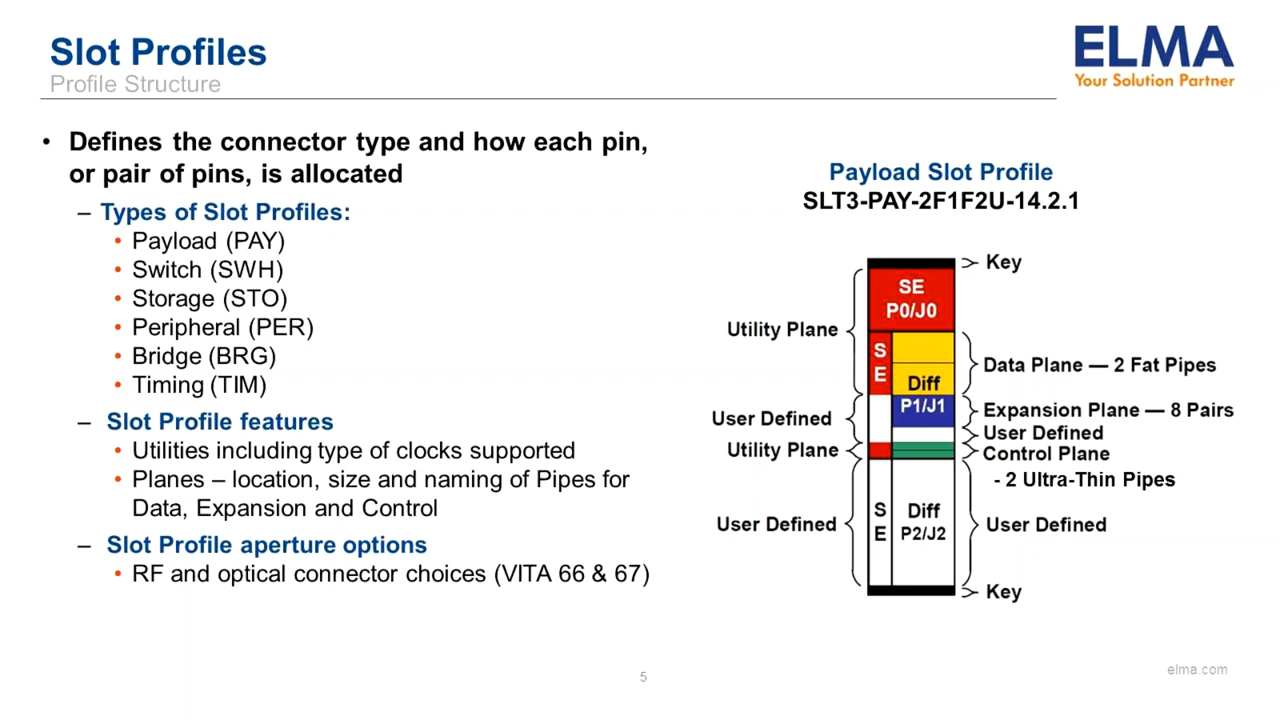 Slot Profiles
Profile Structure
ELMA
Your Solution Partner
• Defines the connector type and how each pin,
or pair of pins, is allocated
– Types of Slot Profiles:
• Payload (PAY)
• Switch (SWH)
• Storage (STO)
• Peripheral (PER)
• Bridge (BRG)
• Timing (TIM)
– Slot Profile features
• Utilities including type of clocks supported
• Planes – location, size and naming of Pipes for
Data, Expansion and Control
– Slot Profile aperture options
• RF and optical connector choices (VITA 66 & 67)
Payload Slot Profile
SLT3-PAY-2F1F2U-14.2.1
Key
SE
P0/J0
Utility Plane
S
E
Diff
Data Plane — 2 Fat Pipes
P1/J1
User Defined
Expansion Plane — 8 Pairs
User Defined
Utility Plane
Control Plane
- 2 Ultra-Thin Pipes
User Defined
S
E
Diff
P2/J2
User Defined
Key
5
elma.com